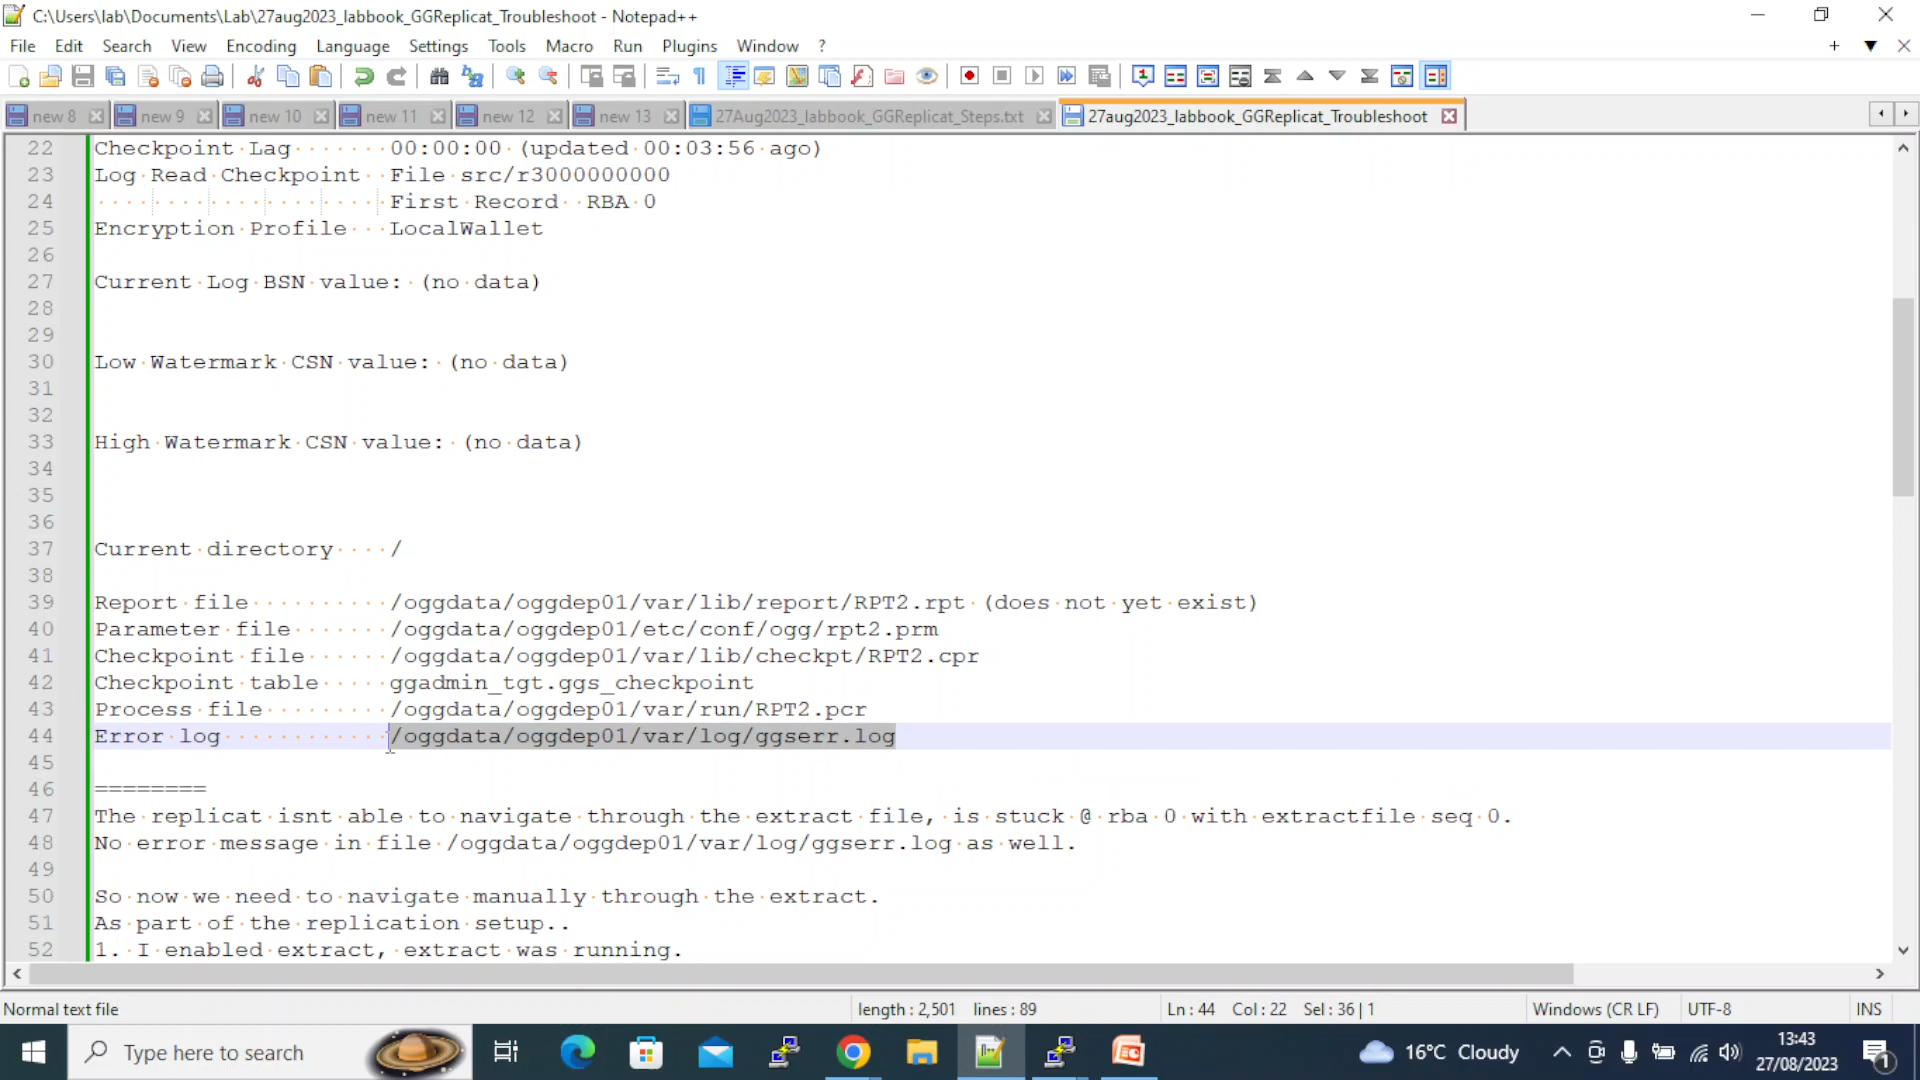 C:\Users\lab\Documents\Lab\27aug2023_labbook_GGReplicat_Troubleshoot - Notepad++
File Edit Search View Encoding Language Settings Tools Macro Run Plugins Window ?
new 8 new 9 new 10 new 11 new 12 new 13 27Aug2023_labbook_GGReplicat_Steps.txt 27aug2023_labbook_GGReplicat_Troubleshoot
22 Checkpoint Lag 00:00:00 (updated 00:03:56 ago)
23 Log Read Checkpoint File src/r3000000000
24 First Record RBA 0
25 Encryption Profile LocalWallet
26
27 Current Log BSN value: (no data)
28
29
30 Low Watermark CSN value: (no data)
31
32
33 High Watermark CSN value: (no data)
34
35
36
37 Current directory /
38
39 Report file /oggdata/oggdep01/var/lib/report/RPT2.rpt (does not yet exist)
40 Parameter file /oggdata/oggdep01/etc/conf/ogg/rpt2.prm
41 Checkpoint file /oggdata/oggdep01/var/lib/checkpt/RPT2.cpr
42 Checkpoint table ggadmin_tgt.ggs_checkpoint
43 Process file /oggdata/oggdep01/var/run/RPT2.pcr
44 Error log /oggdata/oggdep01/var/log/ggserr.log
45
46 ========
47 The replicat isnt able to navigate through the extract file, is stuck @ rba 0 with extractfile seq 0.
48 No error message in file /oggdata/oggdep01/var/log/ggserr.log as well.
49
50 So now we need to navigate manually through the extract.
51 As part of the replication setup..
52 1. I enabled extract, extract was running.
Normal text file length : 2,501 lines : 89 Ln : 44 Col : 22 Sel : 36 | 1 Windows (CR LF) UTF-8 INS
Type here to search 16°C Cloudy 13:43
27/08/2023 1